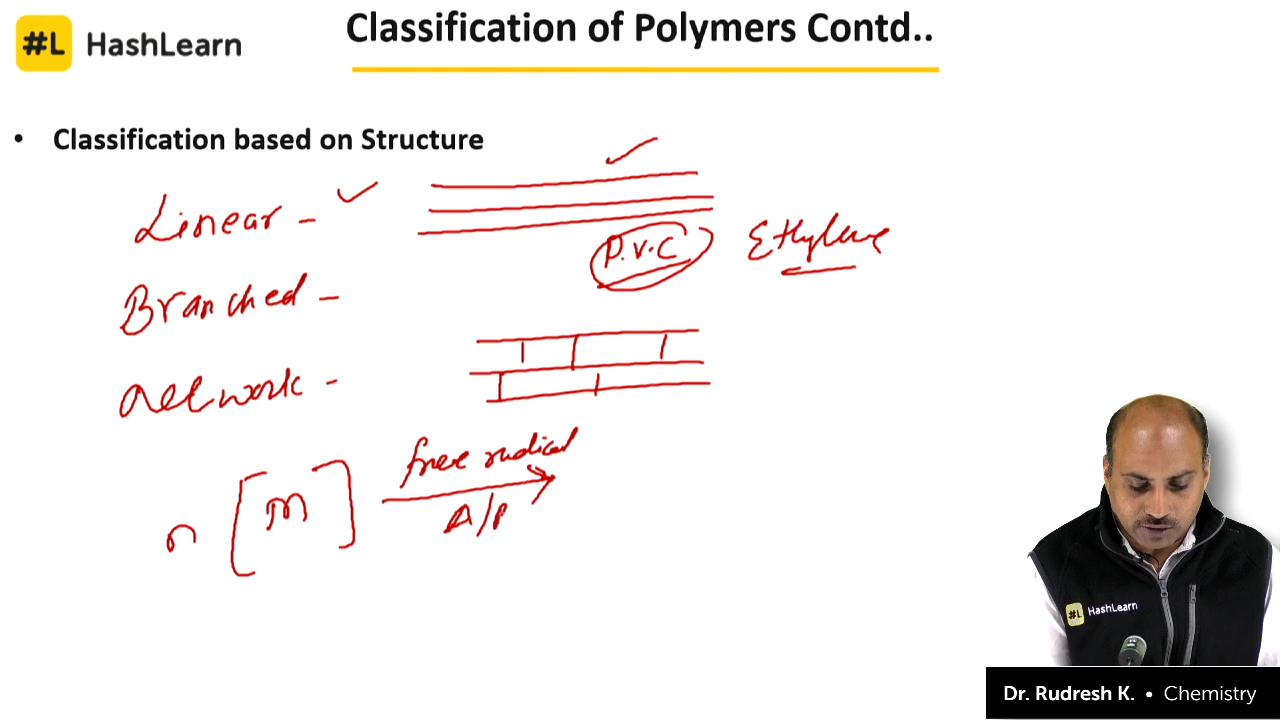 #L HashLearn
Classification of Polymers Contd..
• Classification based on Structure
Linear -
P.V.C Ethylene
Branched -
Network -
free radical
n [m]
Δ/P
#L HashLearn
Dr. Rudresh K. • Chemistry